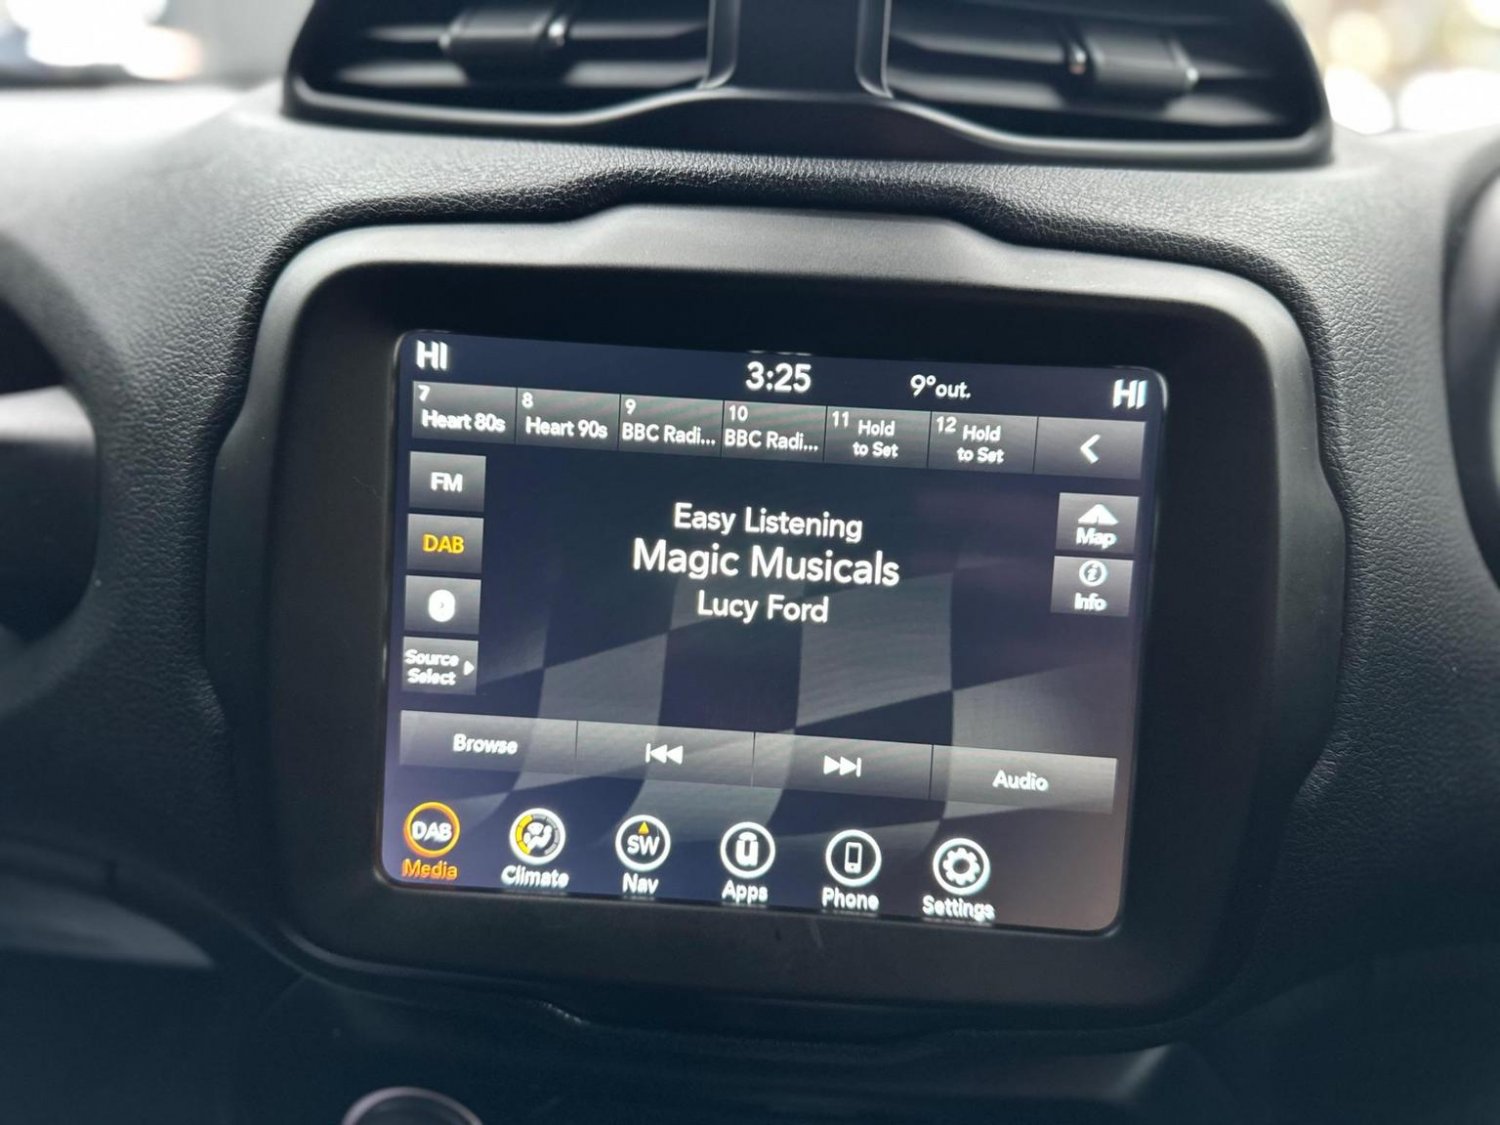 HI
3:25
9°out.
HI
7
Heart 80s
8
Heart 90s
9
BBC Radi...
10
BBC Radi...
11 Hold
to Set
12 Hold
to Set
FM
DAB
Source
Select
Easy Listening
Magic Musicals
Lucy Ford
Map
i
Info
Browse
Audio
DAB
Media
Climate
SW
Nav
u
Apps
Phone
Settings